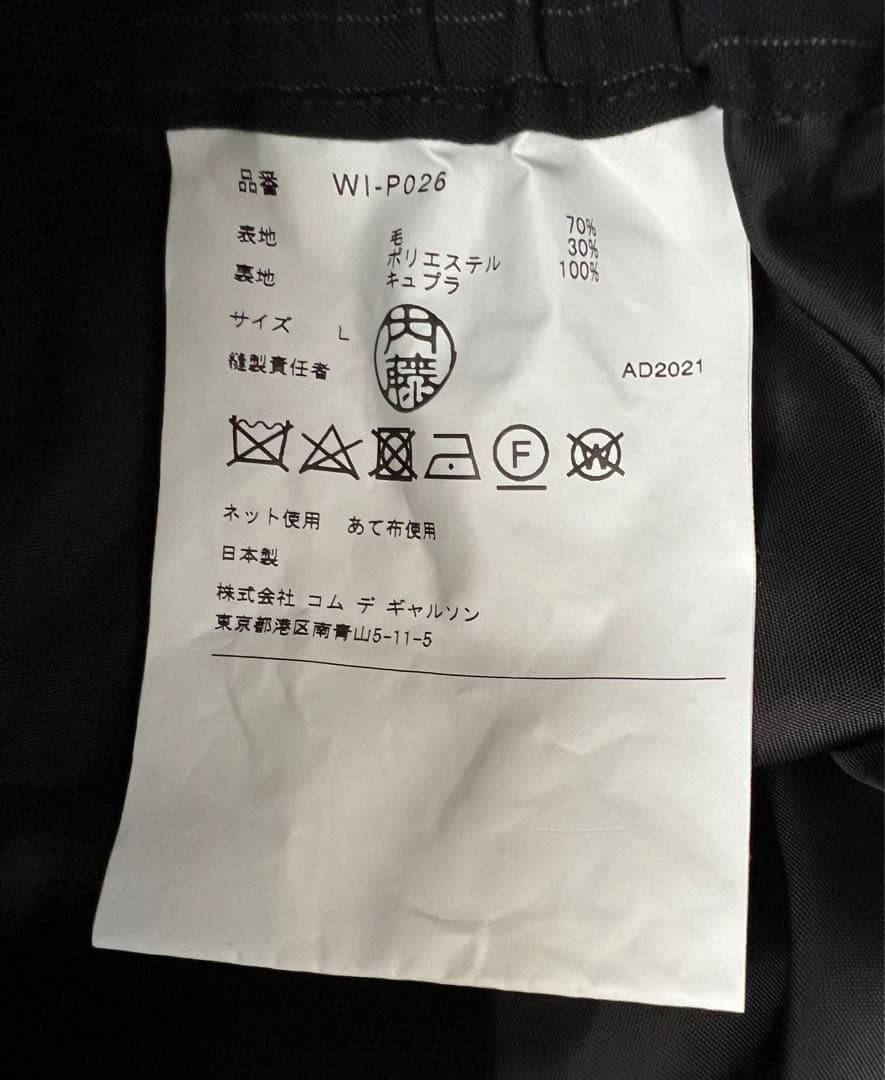 品番 WI-P026
表地 毛 70%
ポリエステル 30%
裏地 キュプラ 100%
サイズ L
縫製責任者 内藤 AD2021
F W
ネット使用 あて布使用
日本製
株式会社 コム デ ギャルソン
東京都港区南青山5-11-5